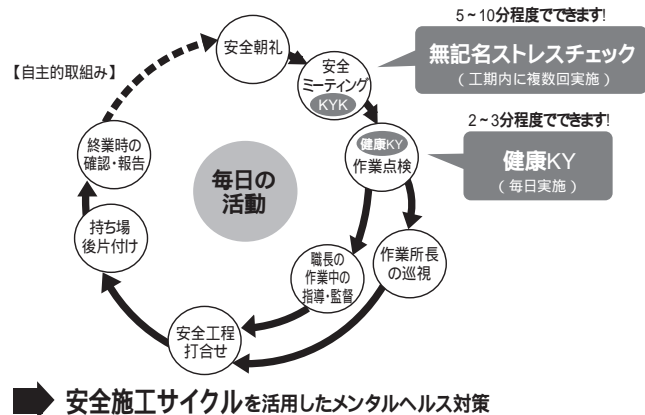 5~10分程度でできます!
無記名ストレスチェック
(工期内に複数回実施)
2~3分程度でできます!
健康KY
(毎日実施)
【自主的取組み】
安全朝礼
安全
ミーティング
KYK
健康KY
作業点検
作業所長
の巡視
職長の
作業中の
指導・監督
安全工程
打合せ
持ち場
後片付け
終業時の
確認・報告
毎日の
活動
安全施工サイクルを活用したメンタルヘルス対策